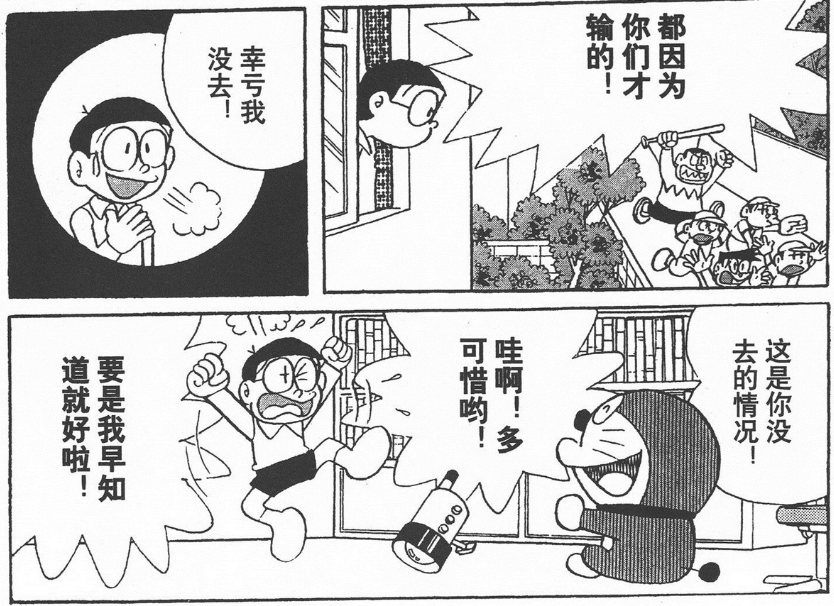 都因为
你们才
输的！
幸亏我
没去！
这是你没
去的情况！
哇啊！多
可惜哟！
要是我早知
道就好啦！